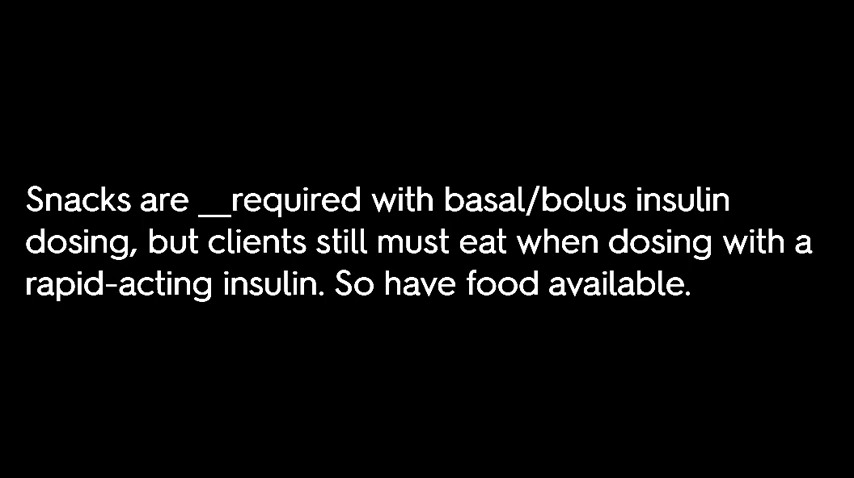 Snacks are __required with basal/bolus insulin
dosing, but clients still must eat when dosing with a
rapid-acting insulin. So have food available.